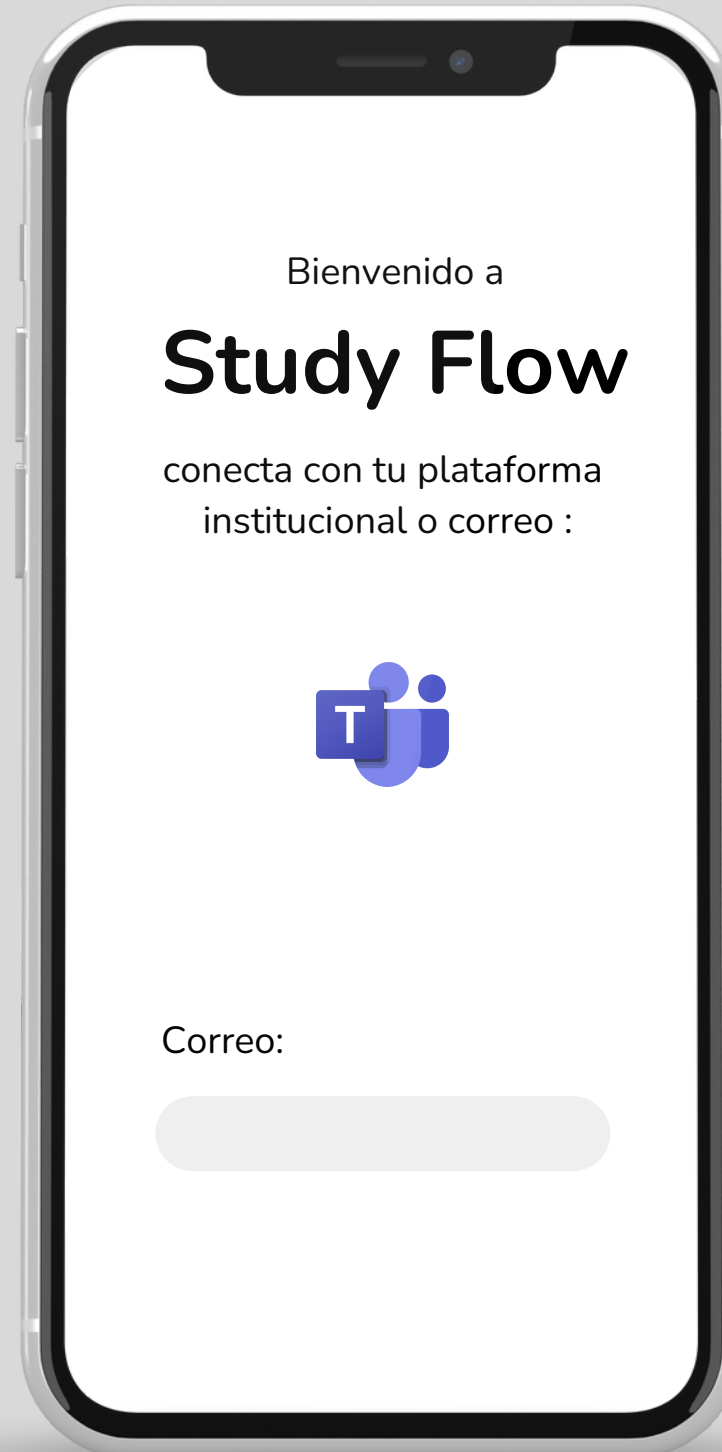 Bienvenido a
Study Flow
conecta con tu plataforma
institucional o correo :
T
Correo: